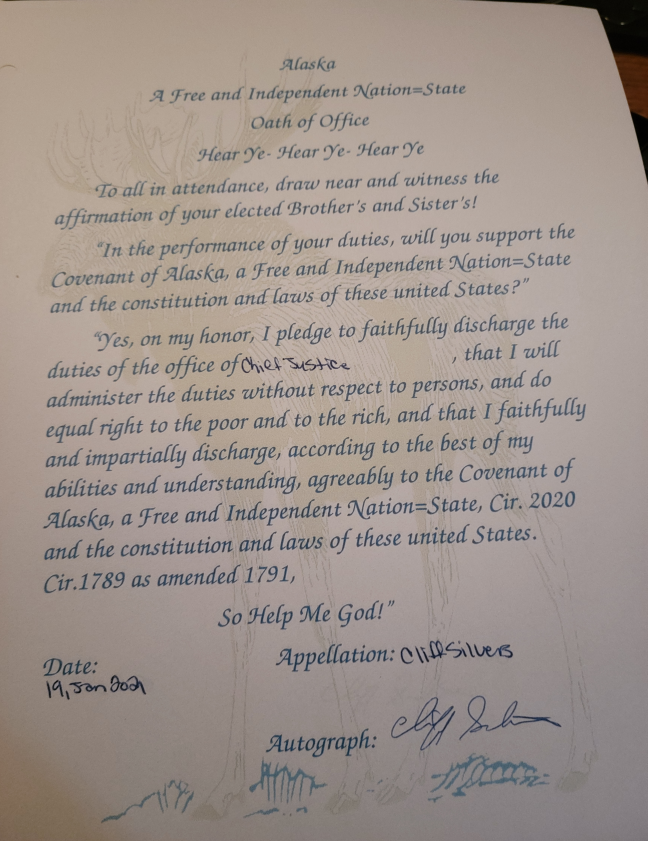 Alaska
A Free and Independent Nation=State
Oath of Office
Hear Ye- Hear Ye- Hear Ye
To all in attendance, draw near and witness the
affirmation of your elected Brother's and Sister's!
"In the performance of your duties, will you support the
Covenant of Alaska, a Free and Independent Nation=State
and the constitution and laws of these united States?"
"Yes, on my honor, I pledge to faithfully discharge the
duties of the office of Chief Justice , that I will
administer the duties without respect to persons, and do
equal right to the poor and to the rich, and that I faithfully
and impartially discharge, according to the best of my
abilities and understanding, agreeably to the Covenant of
Alaska, a Free and Independent Nation=State, Cir. 2020
and the constitution and laws of these united States.
Cir.1789 as amended 1791,
So Help Me God!"
Date:
19, Jan 2021
Appellation: Cliff Silvers
Autograph: Cliff Silvers